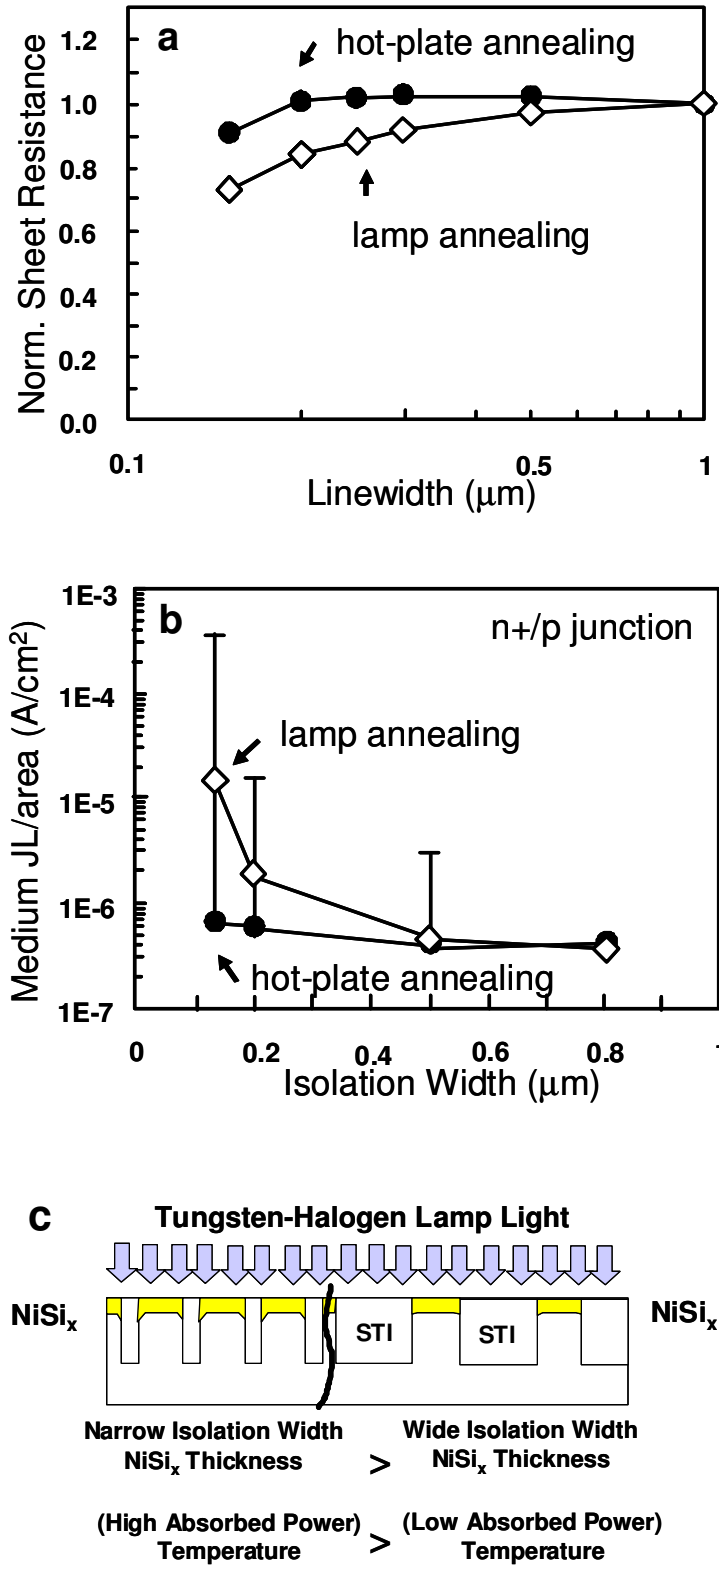 a
hot-plate annealing
lamp annealing
Norm. Sheet Resistance
1.2
1.0
0.8
0.6
0.4
0.2
0.0
0.1
0.5
1
Linewidth (μm)
b
n+/p junction
lamp annealing
hot-plate annealing
Medium JL/area (A/cm²)
1E-3
1E-4
1E-5
1E-6
1E-7
0
0.2
0.4
0.6
0.8
Isolation Width (μm)
c
Tungsten-Halogen Lamp Light
NiSiₓ
STI
STI
NiSiₓ
Narrow Isolation Width
NiSiₓ Thickness
>
Wide Isolation Width
NiSiₓ Thickness
(High Absorbed Power)
Temperature
>
(Low Absorbed Power)
Temperature